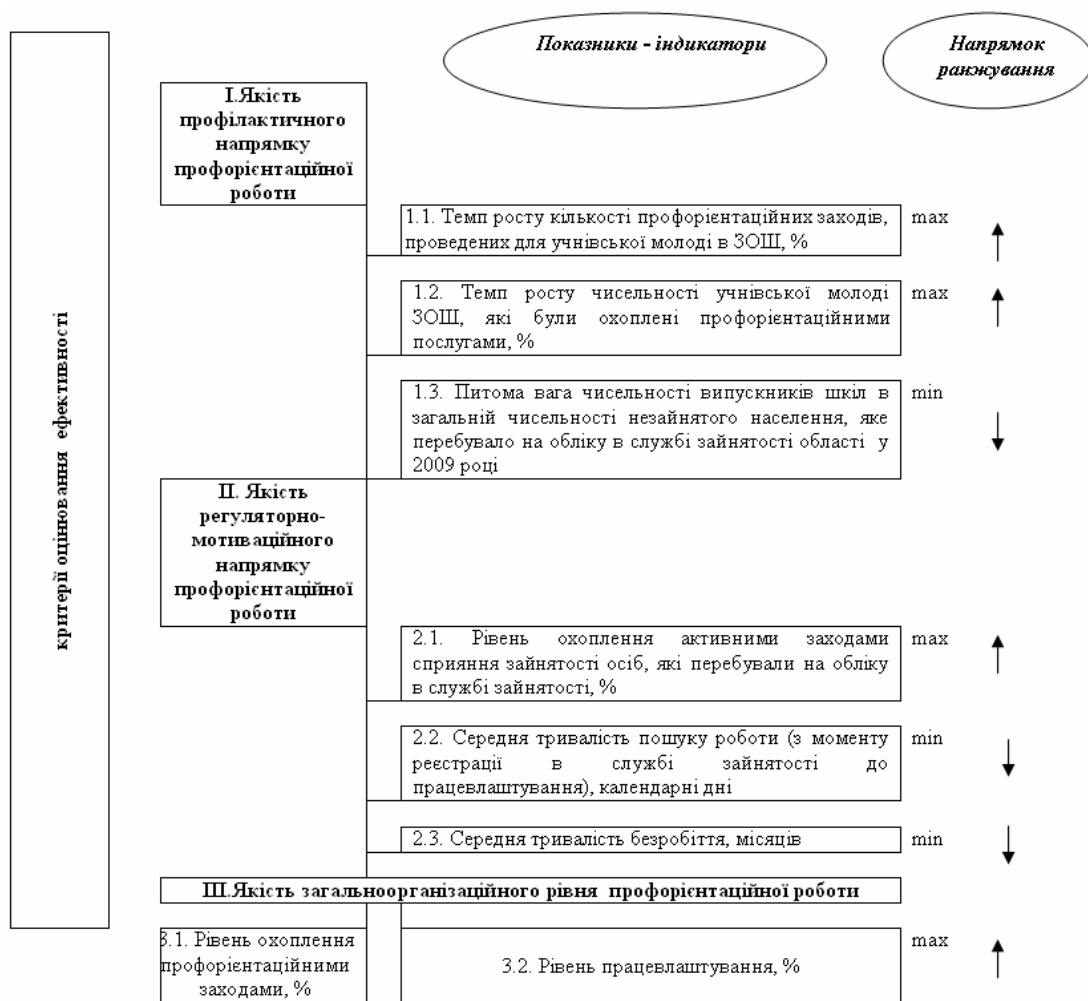 критерії оцінювання ефективності
Показники - індикатори
Напрямок
ранжування
І.Якість
профілактичного
напрямку
профорієнтаційної
роботи
1.1. Темп росту кількості профорієнтаційних заходів,
проведених для учнівської молоді в ЗОШ, %
max
1.2. Темп росту чисельності учнівської молоді
ЗОШ, які були охоплені профорієнтаційними
послугами, %
max
1.3. Питома вага чисельності випускників шкіл в
загальній чисельності незайнятого населення, яке
перебувало на обліку в службі зайнятості області у
2009 році
min
ІІ. Якість
регуляторно-
мотиваційного
напрямку
профорієнтаційної
роботи
2.1. Рівень охоплення активними заходами
сприяння зайнятості осіб, які перебували на обліку
в службі зайнятості, %
max
2.2. Середня тривалість пошуку роботи (з моменту
реєстрації в службі зайнятості до
працевлаштування), календарні дні
min
2.3. Середня тривалість безробіття, місяців
min
ІІІ.Якість загальноорганізаційного рівня профорієнтаційної роботи
3.1. Рівень охоплення
профорієнтаційними
заходами, %
3.2. Рівень працевлаштування, %
max